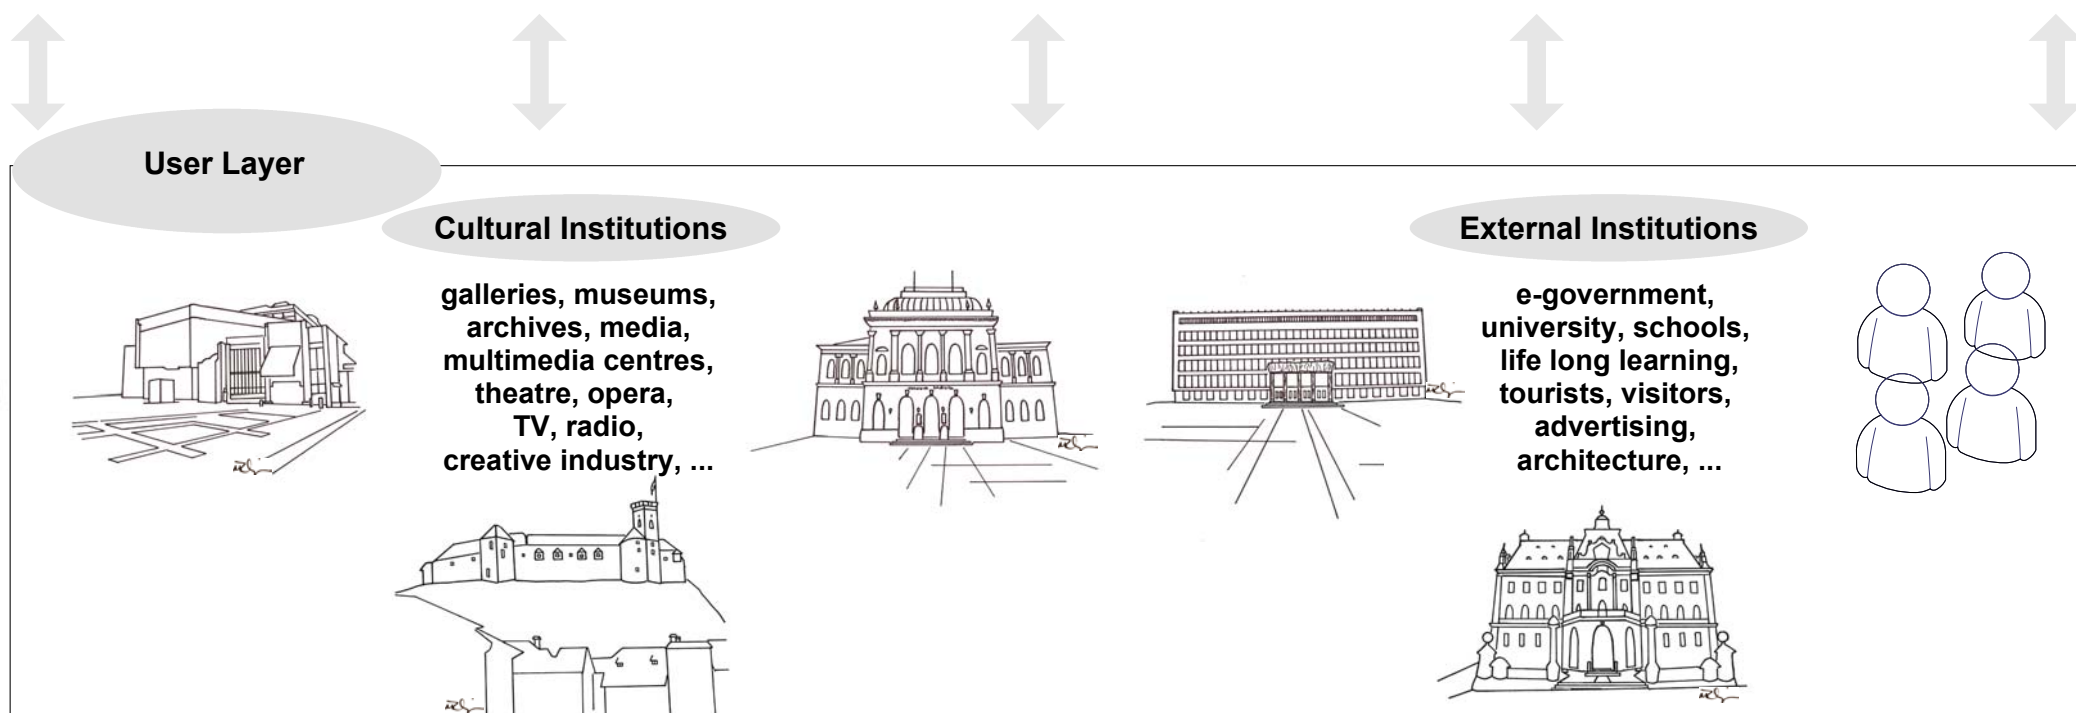 User Layer
Cultural Institutions
galleries, museums,
archives, media,
multimedia centres,
theatre, opera,
TV, radio,
creative industry, ...
External Institutions
e-government,
university, schools,
life long learning,
tourists, visitors,
advertising,
architecture, ...